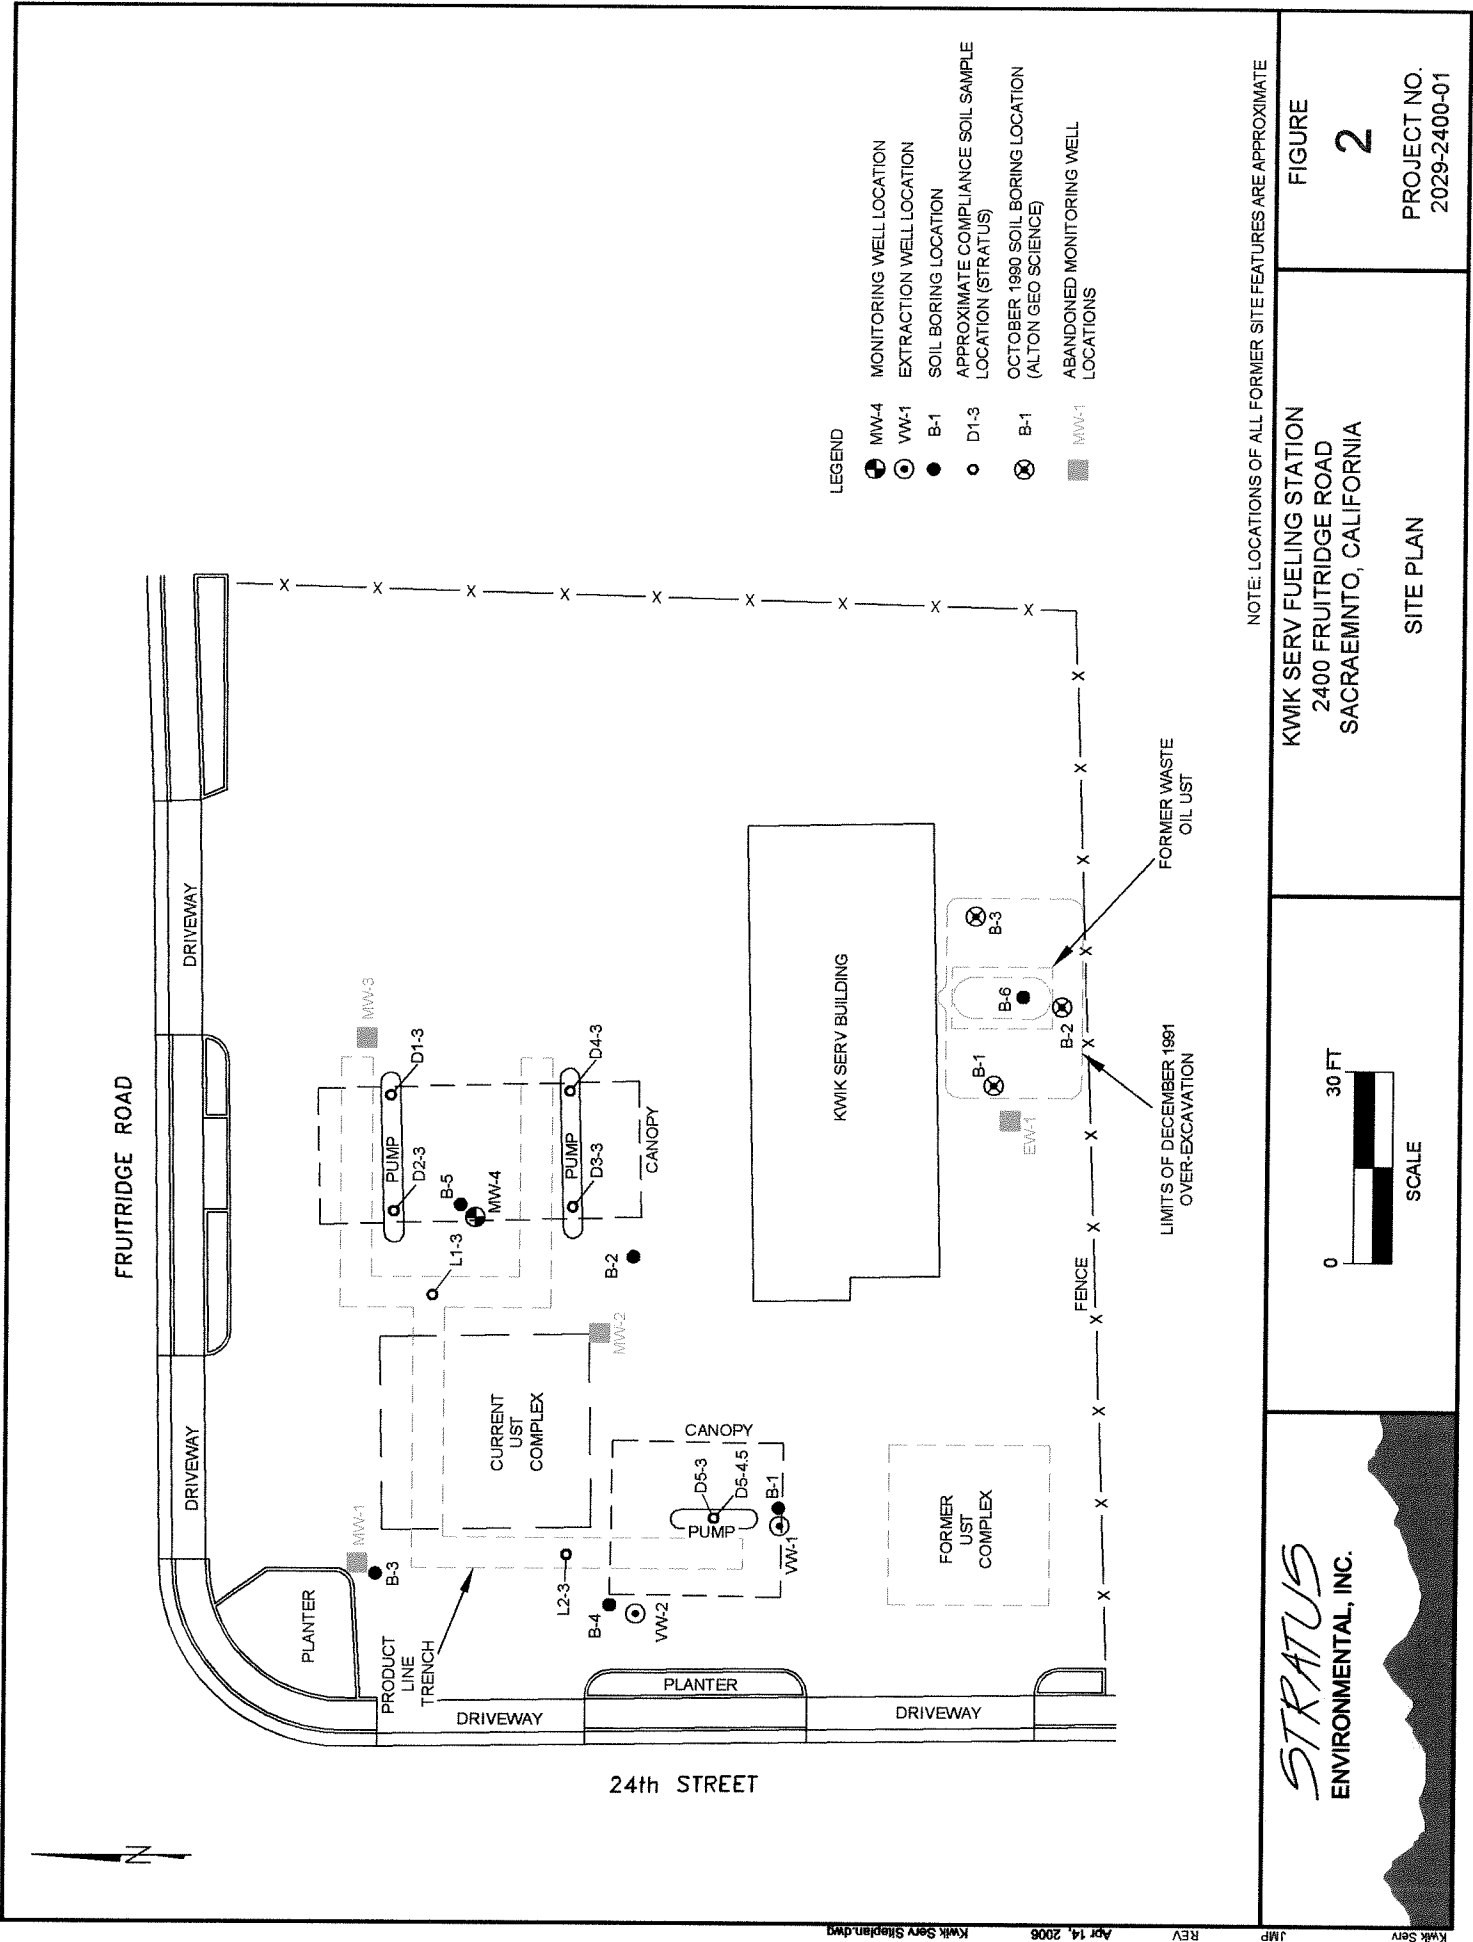 FRUITRIDGE ROAD
24th STREET
N
DRIVEWAY
DRIVEWAY
DRIVEWAY
DRIVEWAY
PLANTER
PLANTER
PRODUCT
LINE
TRENCH
MW-1
B-3
L2-3
B-4
VW-2
VW-1
B-1
CANOPY
D5-3
D5-4.5
PUMP
CURRENT
UST
COMPLEX
FORMER
UST
COMPLEX
MW-2
B-2
L1-3
B-5
MW-4
PUMP
D2-3
D1-3
MW-3
PUMP
D3-3
D4-3
CANOPY
KWIK SERV BUILDING
FENCE
EW-1
B-1
B-2
B-3
B-6
LIMITS OF DECEMBER 1991
OVER-EXCAVATION
FORMER WASTE
OIL UST
X X X X X X X X X
X X X X X X X X X X X
LEGEND
MW-4 MONITORING WELL LOCATION
VW-1 EXTRACTION WELL LOCATION
B-1 SOIL BORING LOCATION
D1-3 APPROXIMATE COMPLIANCE SOIL SAMPLE
LOCATION (STRATUS)
B-1 OCTOBER 1990 SOIL BORING LOCATION
(ALTON GEO SCIENCE)
MW-1 ABANDONED MONITORING WELL
LOCATIONS
NOTE: LOCATIONS OF ALL FORMER SITE FEATURES ARE APPROXIMATE
STRATUS
ENVIRONMENTAL, INC.
0 30 FT
SCALE
KWIK SERV FUELING STATION
2400 FRUITRIDGE ROAD
SACRAEMNTO, CALIFORNIA
SITE PLAN
FIGURE
2
PROJECT NO.
2029-2400-01
Kwik Serv
JMP
REV
Apr 14, 2006
Kwik Serv Siteplan.dwg